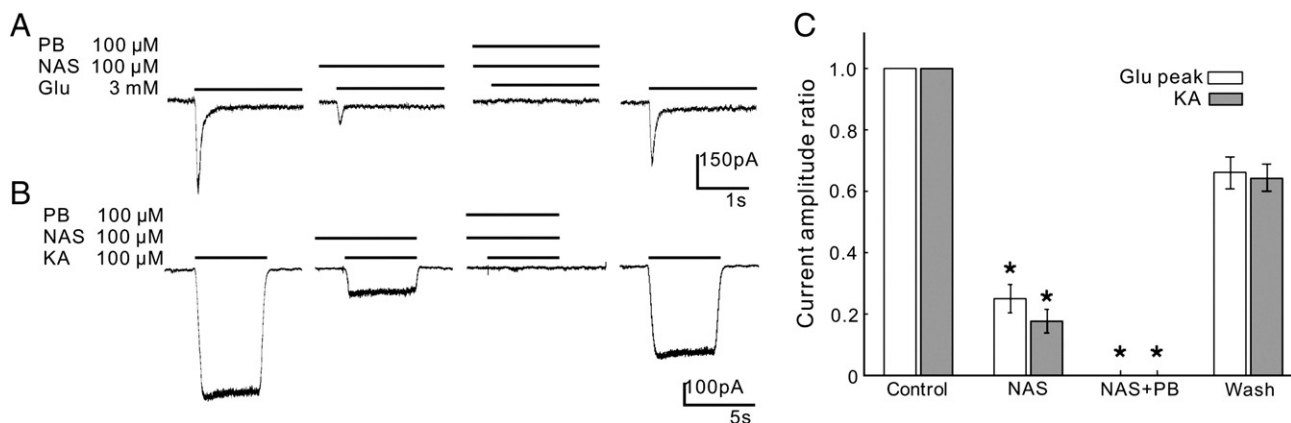 A
PB 100 μM
NAS 100 μM
Glu 3 mM
150pA
1s
B
PB 100 μM
NAS 100 μM
KA 100 μM
100pA
5s
C
Glu peak
KA
Current amplitude ratio
1.0
0.8
0.6
0.4
0.2
0
* * * *
Control NAS NAS+PB Wash